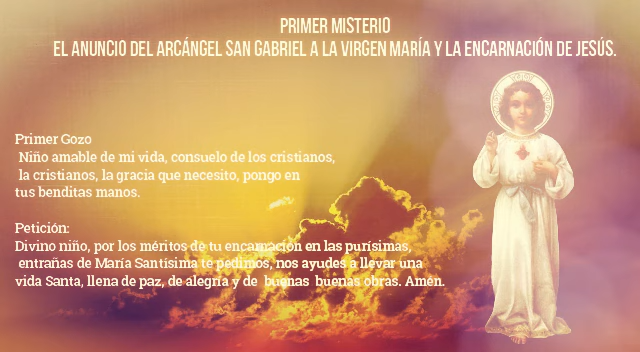 PRIMER MISTERIO
EL ANUNCIO DEL ARCÁNGEL SAN GABRIEL A LA VIRGEN MARÍA Y LA ENCARNACIÓN DE JESÚS.
Primer Gozo
Niño amable de mi vida, consuelo de los cristianos,
la cristianos, la gracia que necesito, pongo en
tus benditas manos.
Petición:
Divino niño, por los méritos de tu encarnación en las purísimas,
entrañas de María Santisima te pedimos, nos ayudes a llevar una
vida Santa, llena de paz, de alegría y de buenas buenas obras. Amén.